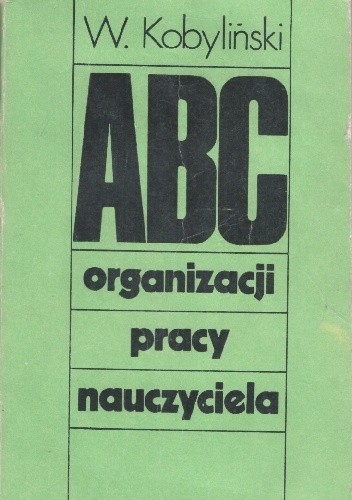 W. Kobyliński
ABC
organizacji
pracy
nauczyciela